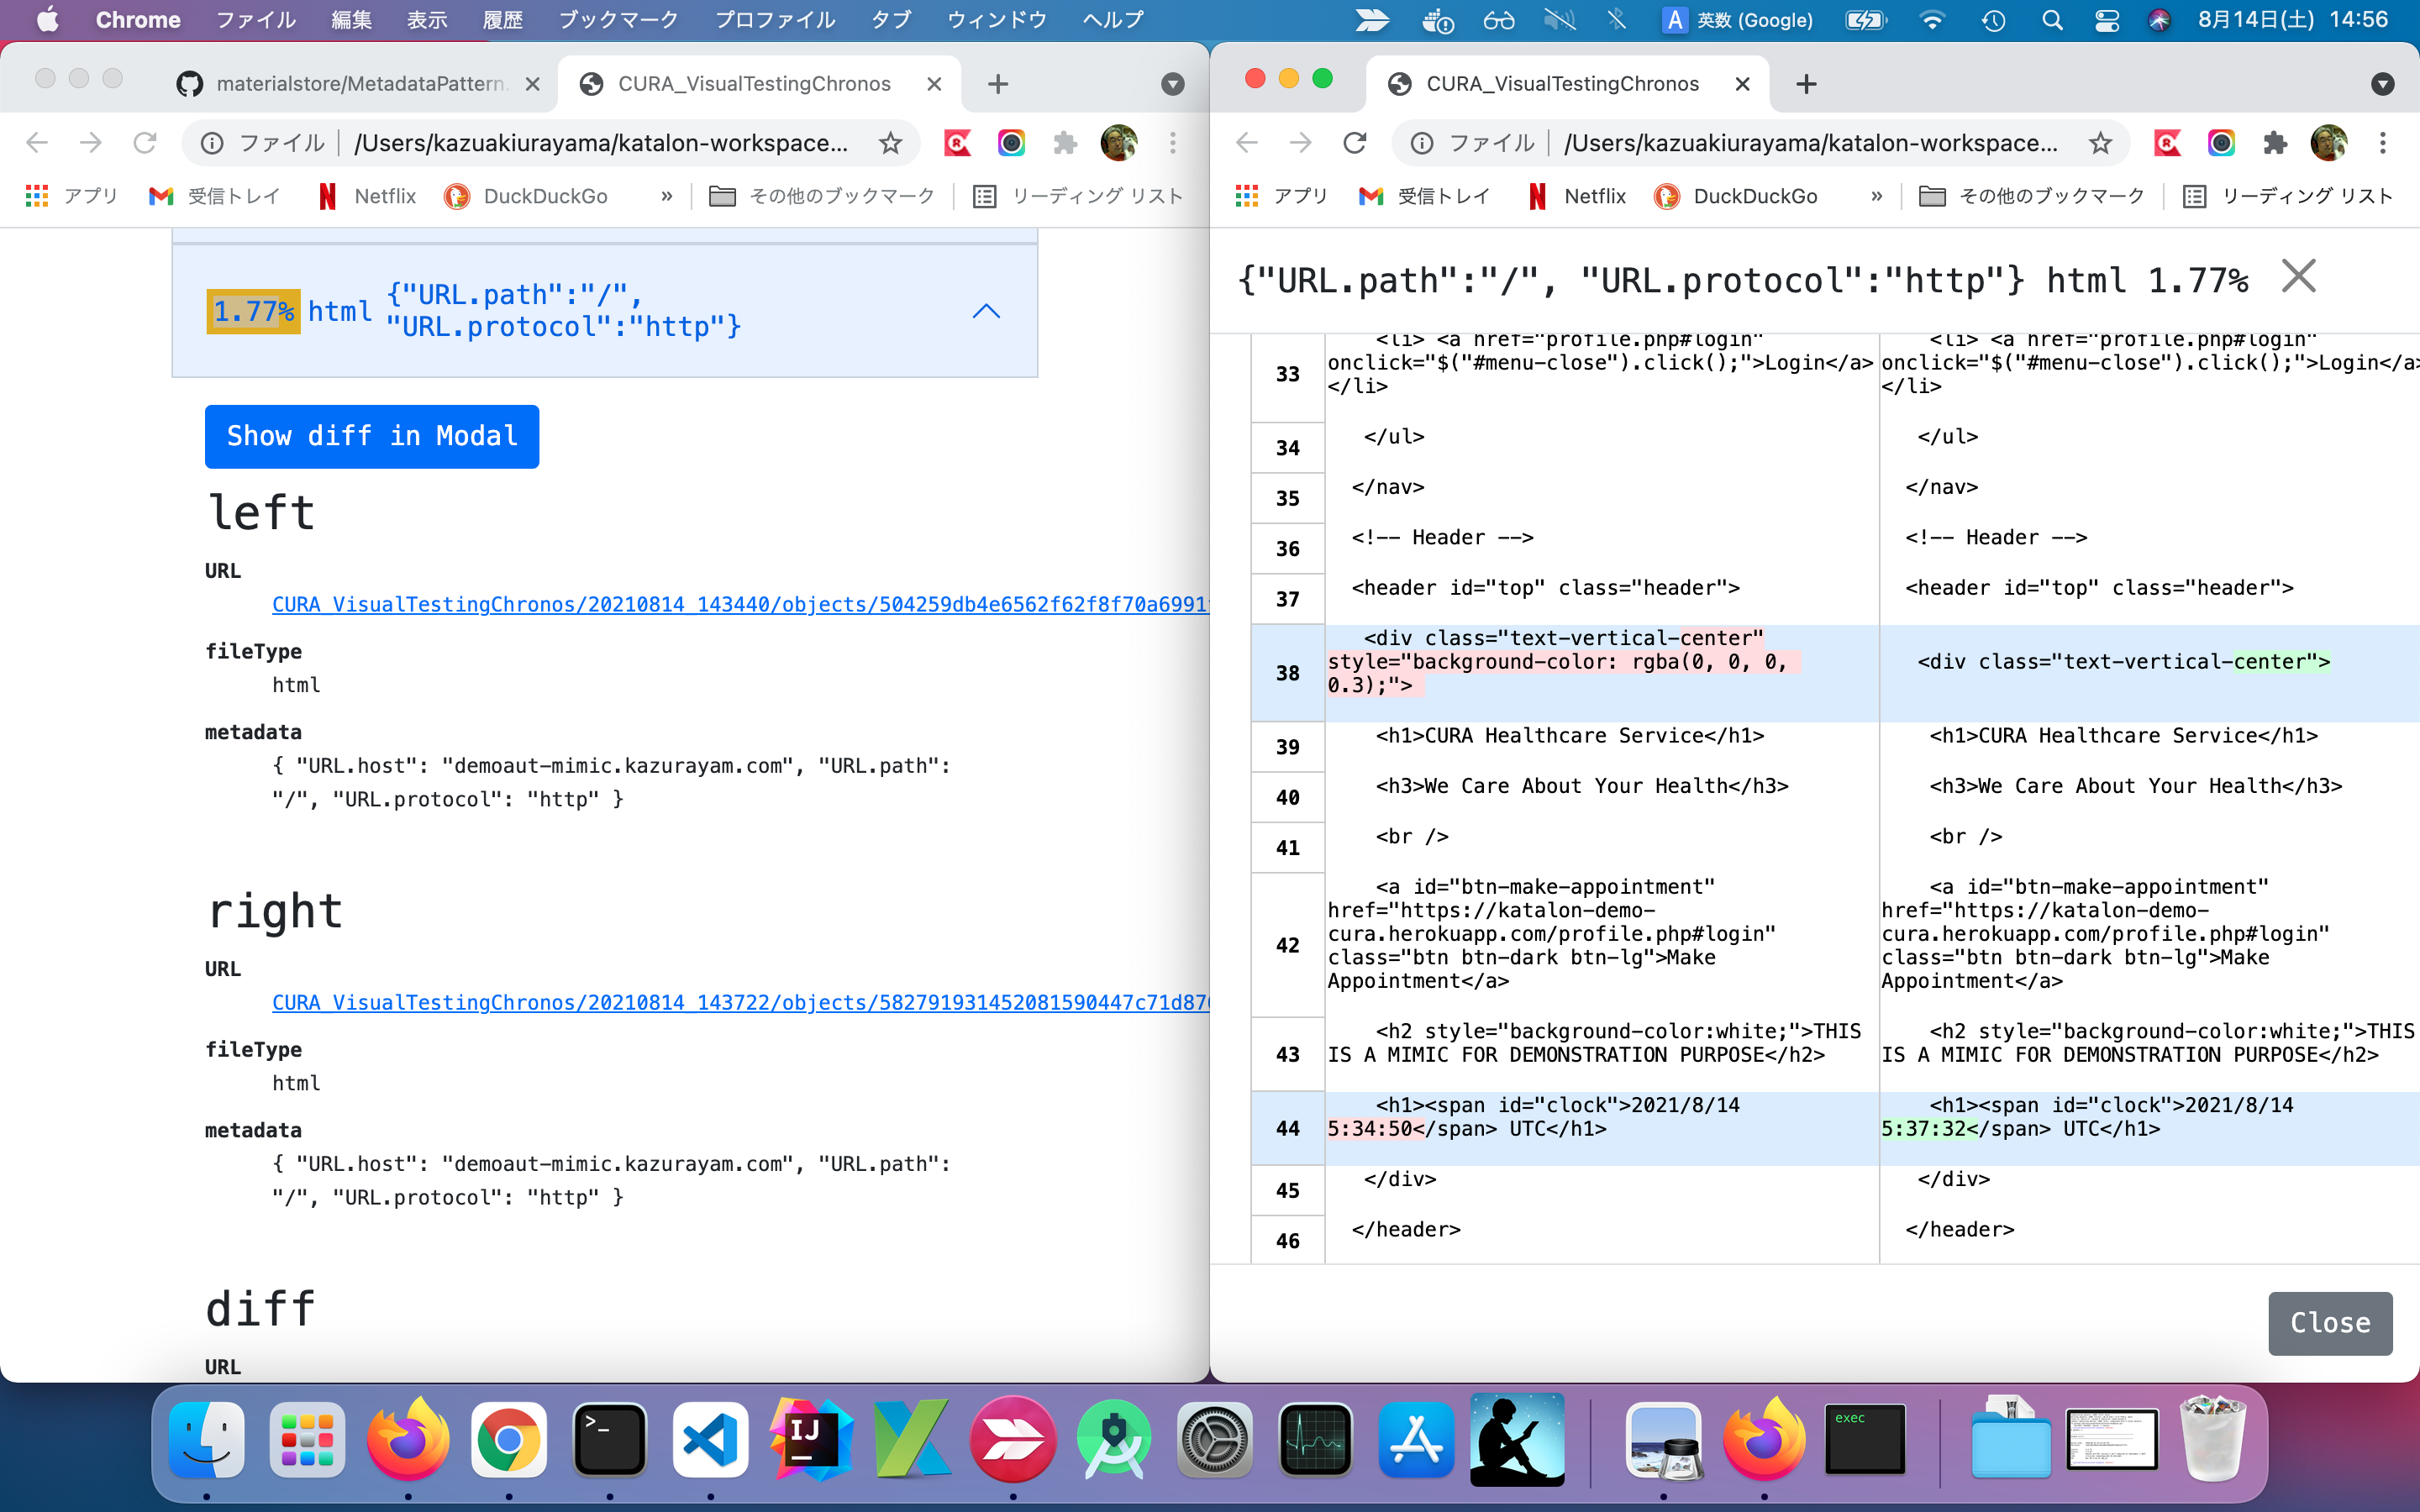 Chrome ファイル 編集 表示 履歴 ブックマーク プロファイル タブ ウィンドウ ヘルプ A 英数 (Google) 8月14日(土) 14:56
materialstore/MetadataPattern. CURA_VisualTestingChronos
ファイル /Users/kazuakiurayama/katalon-workspace...
アプリ 受信トレイ Netflix DuckDuckGo » その他のブックマーク リーディング リスト
1.77% html {"URL.path":"/",
"URL.protocol":"http"}
Show diff in Modal
left
URL
CURA_VisualTestingChronos/20210814_143440/objects/504259db4e6562f62f8f70a6991
fileType
html
metadata
{ "URL.host": "demoaut-mimic.kazurayam.com", "URL.path":
"/", "URL.protocol": "http" }
right
URL
CURA_VisualTestingChronos/20210814_143722/objects/582791931452081590447c71d87
fileType
html
metadata
{ "URL.host": "demoaut-mimic.kazurayam.com", "URL.path":
"/", "URL.protocol": "http" }
diff
URL
CURA_VisualTestingChronos
ファイル /Users/kazuakiurayama/katalon-workspace...
アプリ 受信トレイ Netflix DuckDuckGo » その他のブックマーク リーディング リスト
{"URL.path":"/", "URL.protocol":"http"} html 1.77%
33
<li> <a href="profile.php#login"
onclick="$("#menu-close").click();">Login</a>
</li>
<li> <a href="profile.php#login"
onclick="$("#menu-close").click();">Login</a>
</li>
34 </ul> </ul>
35 </nav> </nav>
36 <!-- Header --> <!-- Header -->
37 <header id="top" class="header"> <header id="top" class="header">
38
<div class="text-vertical-center"
style="background-color: rgba(0, 0, 0,
0.3);">
<div class="text-vertical-center">
39 <h1>CURA Healthcare Service</h1> <h1>CURA Healthcare Service</h1>
40 <h3>We Care About Your Health</h3> <h3>We Care About Your Health</h3>
41 <br /> <br />
42
<a id="btn-make-appointment"
href="https://katalon-demo-
cura.herokuapp.com/profile.php#login"
class="btn btn-dark btn-lg">Make
Appointment</a>
<a id="btn-make-appointment"
href="https://katalon-demo-
cura.herokuapp.com/profile.php#login"
class="btn btn-dark btn-lg">Make
Appointment</a>
43
<h2 style="background-color:white;">THIS
IS A MIMIC FOR DEMONSTRATION PURPOSE</h2>
<h2 style="background-color:white;">THIS
IS A MIMIC FOR DEMONSTRATION PURPOSE</h2>
44
<h1><span id="clock">2021/8/14
5:34:50</span> UTC</h1>
<h1><span id="clock">2021/8/14
5:37:32</span> UTC</h1>
45 </div> </div>
46 </header> </header>
Close
>_
IJ
exec